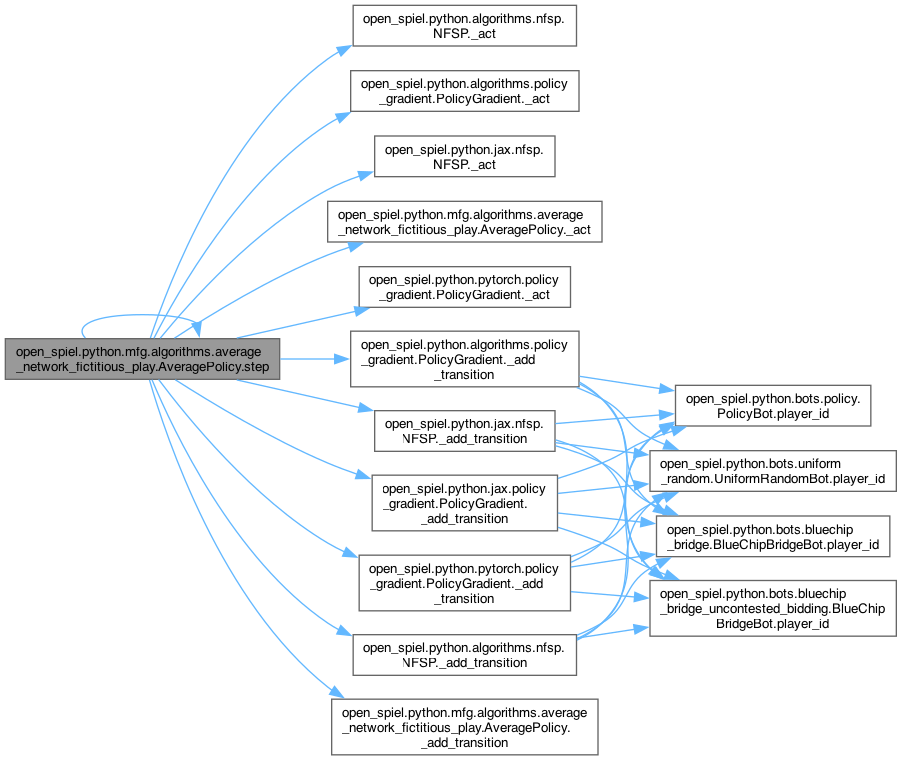 open_spiel.python.algorithms.nfsp.
NFSP._act
open_spiel.python.algorithms.policy
_gradient.PolicyGradient._act
open_spiel.python.jax.nfsp.
NFSP._act
open_spiel.python.mfg.algorithms.average
_network_fictitious_play.AveragePolicy._act
open_spiel.python.pytorch.policy
_gradient.PolicyGradient._act
open_spiel.python.mfg.algorithms.average
_network_fictitious_play.AveragePolicy.step
open_spiel.python.algorithms.policy
_gradient.PolicyGradient._add
_transition
open_spiel.python.jax.nfsp.
NFSP._add_transition
open_spiel.python.jax.policy
_gradient.PolicyGradient.
_add_transition
open_spiel.python.pytorch.policy
_gradient.PolicyGradient._add
_transition
open_spiel.python.algorithms.nfsp.
NFSP._add_transition
open_spiel.python.mfg.algorithms.average
_network_fictitious_play.AveragePolicy.
_add_transition
open_spiel.python.bots.policy.
PolicyBot.player_id
open_spiel.python.bots.uniform
_random.UniformRandomBot.player_id
open_spiel.python.bots.bluechip
_bridge.BlueChipBridgeBot.player_id
open_spiel.python.bots.bluechip
_bridge_uncontested_bidding.BlueChip
BridgeBot.player_id